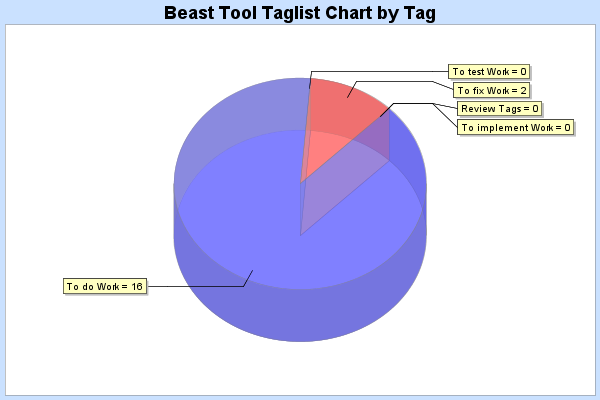 Beast Tool Taglist Chart by Tag
To test Work = 0
To fix Work = 2
Review Tags = 0
To implement Work = 0
To do Work = 16